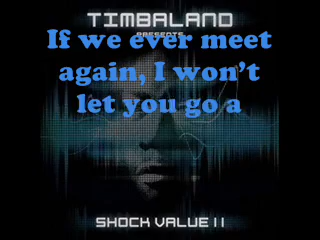 TIMBALAND
PRESENTS
If we ever meet
again, I won't
let you go a
SHOCK VALUE II